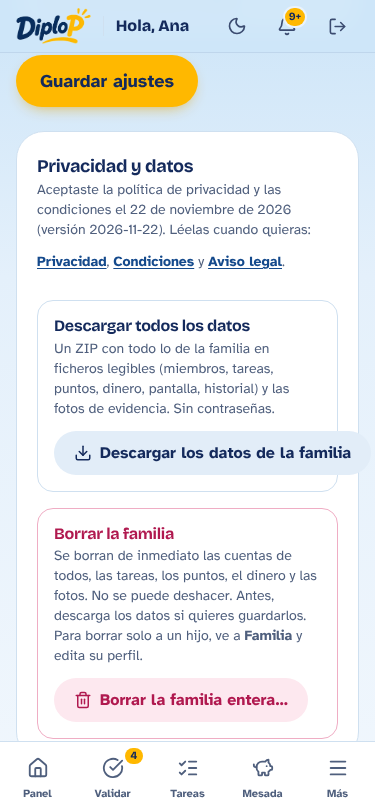 DiploP
Hola, Ana
9+
Guardar ajustes
Privacidad y datos
Aceptaste la política de privacidad y las
condiciones el 22 de noviembre de 2026
(versión 2026-11-22). Léelas cuando quieras:
Privacidad, Condiciones y Aviso legal.
Descargar todos los datos
Un ZIP con todo lo de la familia en
ficheros legibles (miembros, tareas,
puntos, dinero, pantalla, historial) y las
fotos de evidencia. Sin contraseñas.
Descargar los datos de la familia
Borrar la familia
Se borran de inmediato las cuentas de
todos, las tareas, los puntos, el dinero y las
fotos. No se puede deshacer. Antes,
descarga los datos si quieres guardarlos.
Para borrar solo a un hijo, ve a Familia y
edita su perfil.
Borrar la familia entera...
4
Panel Validar Tareas Mesada Más